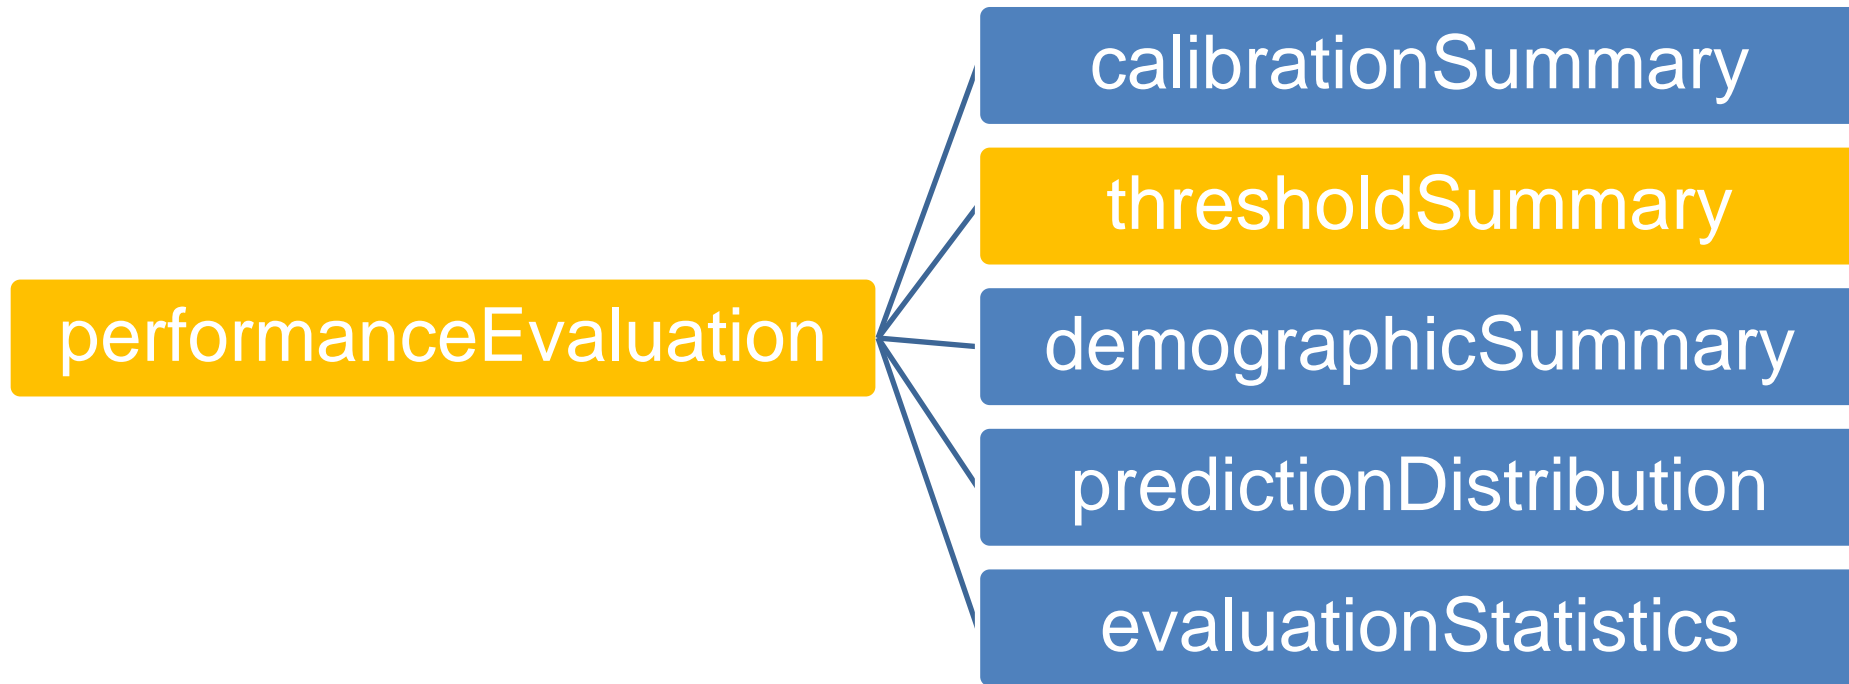 calibrationSummary
thresholdSummary
performanceEvaluation
demographicSummary
predictionDistribution
evaluationStatistics